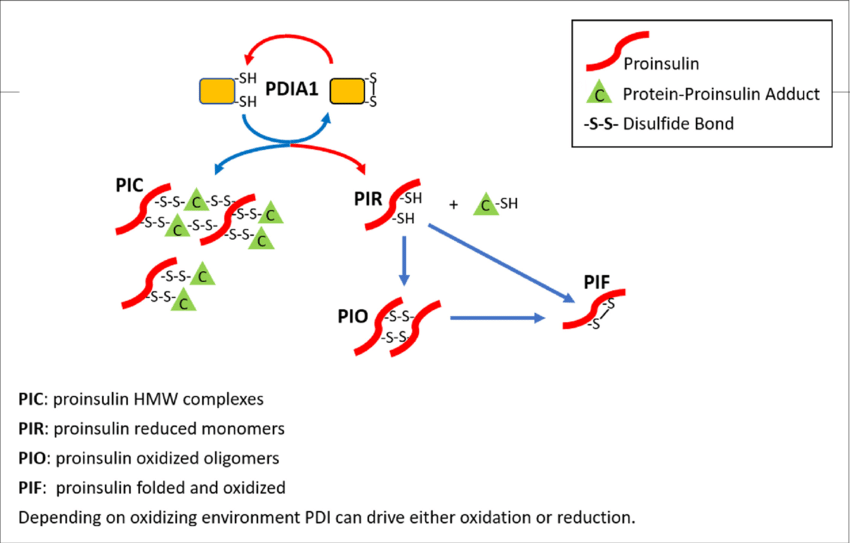 -SH
-SH
PDIA1
-S
-S
Proinsulin
C Protein-Proinsulin Adduct
-S-S- Disulfide Bond
PIC
-S-S- C -S-S-
-S-S- C -S-S-
-S-S- C
-S-S- C
-S-S- C
-S-S- C
PIR
-SH
-SH
+ C -SH
PIO
-S-S-
-S-S-
PIF
-S
-S
PIC: proinsulin HMW complexes
PIR: proinsulin reduced monomers
PIO: proinsulin oxidized oligomers
PIF: proinsulin folded and oxidized
Depending on oxidizing environment PDI can drive either oxidation or reduction.